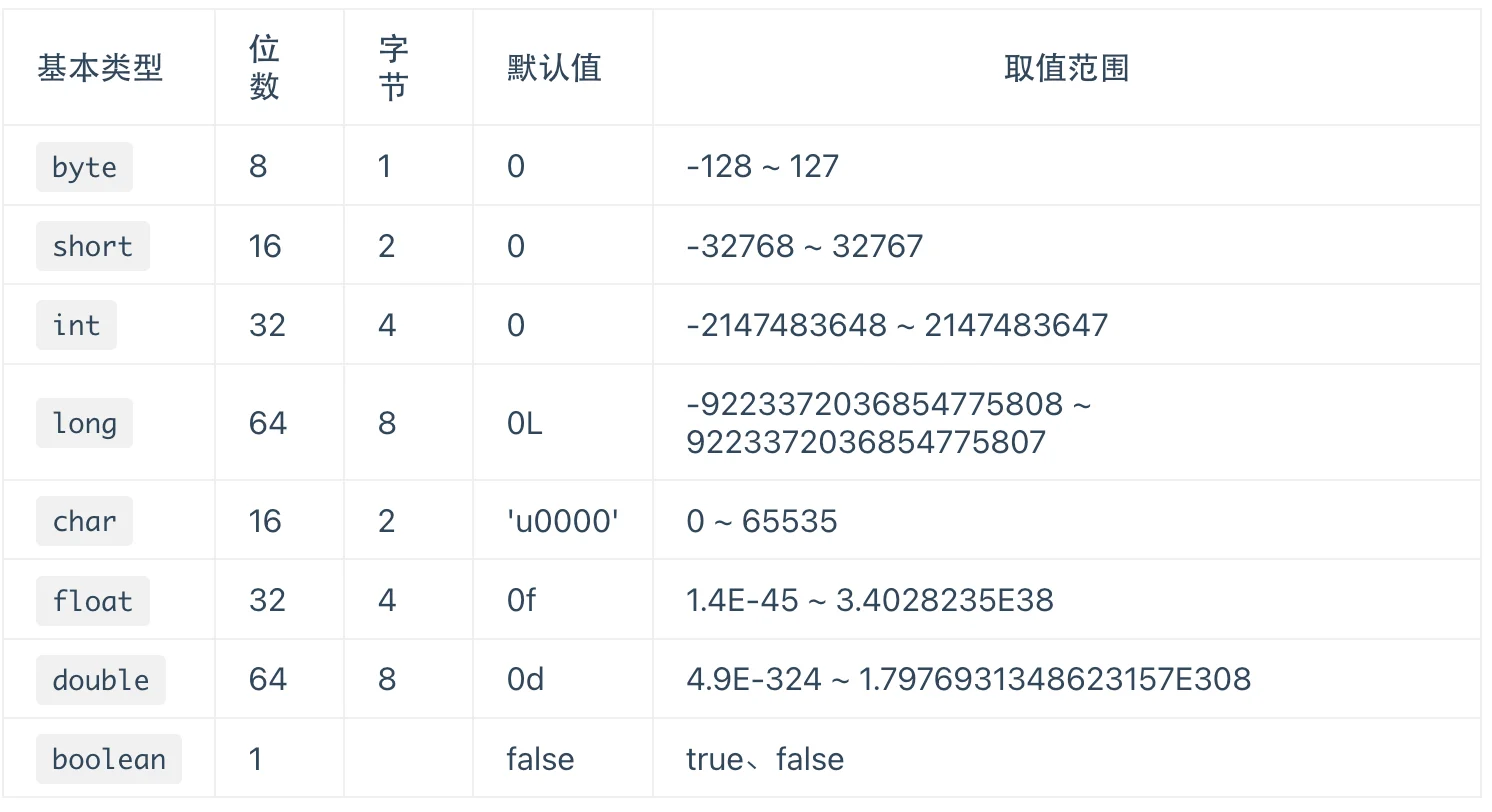 基本类型 位数 字节 默认值 取值范围
byte 8 1 0 -128 ~ 127
short 16 2 0 -32768 ~ 32767
int 32 4 0 -2147483648 ~ 2147483647
long 64 8 0L -9223372036854775808 ~
9223372036854775807
char 16 2 'u0000' 0 ~ 65535
float 32 4 0f 1.4E-45 ~ 3.4028235E38
double 64 8 0d 4.9E-324 ~ 1.7976931348623157E308
boolean 1 false true、false